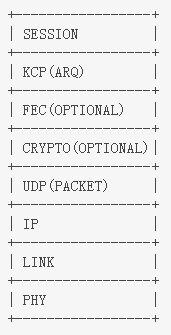 SESSION
KCP(ARQ)
FEC(OPTIONAL)
CRYPTO(OPTIONAL)
UDP(PACKET)
IP
LINK
PHY